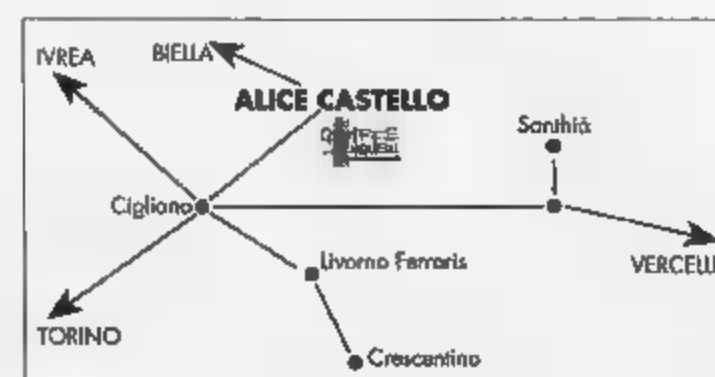 IVREA
BIELLA
ALICE CASTELLO
Santhià
Cigliano
Livorno Ferraris
VERCELLI
TORINO
Crescentino